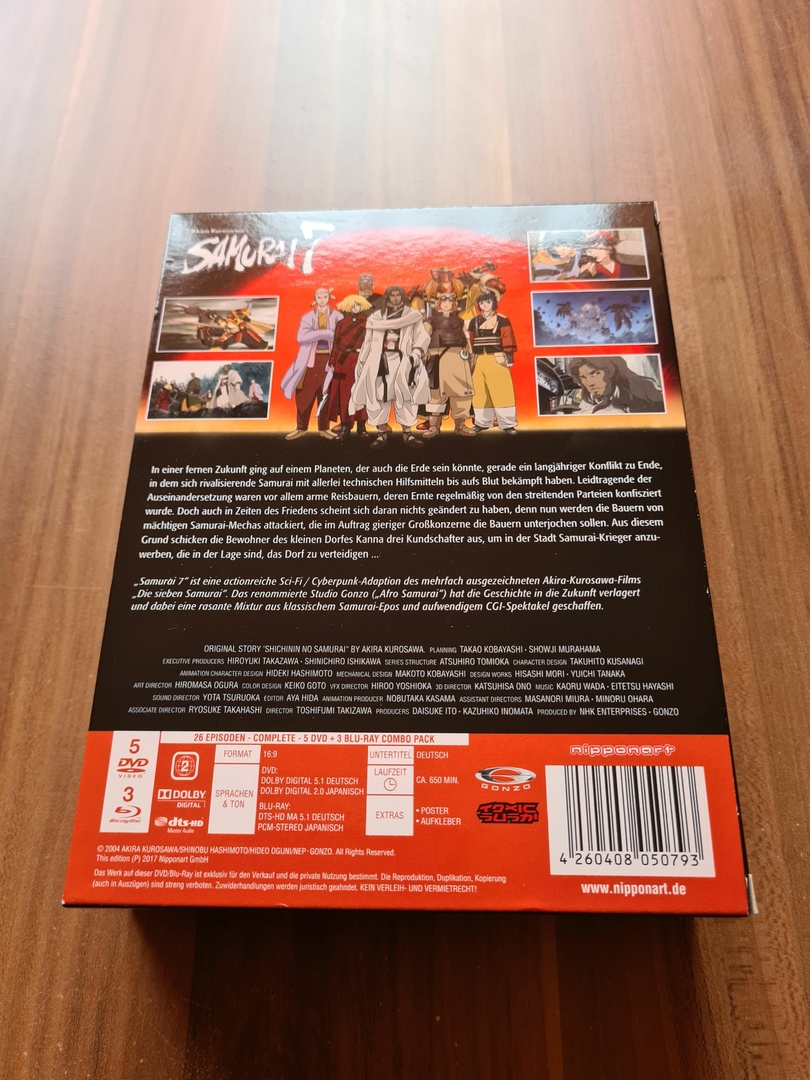 Akira Kurosawa's
SAMURAI 7
In einer fernen Zukunft ging auf einem Planeten, der auch die Erde sein könnte, gerade ein langjähriger Konflikt zu Ende,
in dem sich rivalisierende Samurai mit allerlei technischen Hilfsmitteln bis aufs Blut bekämpft haben. Leidtragende der
Auseinandersetzung waren vor allem arme Reisbauern, deren Ernte regelmäßig von den streitenden Parteien konfisziert
wurde. Doch auch in Zeiten des Friedens scheint sich daran nichts geändert zu haben, denn nun werden die Bauern von
mächtigen Samurai-Mechas attackiert, die im Auftrag gieriger Großkonzerne die Bauern unterjochen sollen. Aus diesem
Grund schicken die Bewohner des kleinen Dorfes Kanna drei Kundschafter aus, um in der Stadt Samurai-Krieger anzu-
werben, die in der Lage sind, das Dorf zu verteidigen ...
„Samurai 7" ist eine actionreiche Sci-Fi / Cyberpunk-Adaption des mehrfach ausgezeichneten Akira-Kurosawa-Films
„Die sieben Samurai". Das renommierte Studio Gonzo („Afro Samurai") hat die Geschichte in die Zukunft verlagert
und dabei eine rasante Mixtur aus klassischem Samurai-Epos und aufwendigem CGI-Spektakel geschaffen.
ORIGINAL STORY "SHICHININ NO SAMURAI" BY AKIRA KUROSAWA. PLANNING TAKAO KOBAYASHI · SHOWJI MURAHAMA
EXECUTIVE PRODUCERS HIROYUKI TAKAZAWA · SHINICHIRO ISHIKAWA SERIES STRUCTURE ATSUHIRO TOMIOKA CHARACTER DESIGN TAKUHITO KUSANAGI
ANIMATION CHARACTER DESIGN HIDEKI HASHIMOTO MECHANICAL DESIGN MAKOTO KOBAYASHI DESIGN WORKS HISASHI MORI · YUICHI TANAKA
ART DIRECTOR HIROMASA OGURA COLOR DESIGN KEIKO GOTO VFX DIRECTOR HIROO YOSHIOKA 3D DIRECTOR KATSUHISA ONO MUSIC KAORU WADA · EITETSU HAYASHI
SOUND DIRECTOR YOTA TSURUOKA EDITOR AYA HIDA ANIMATION PRODUCER NOBUTAKA KASAMA ASSISTANT DIRECTORS MASANORI MIURA · MINORU OHARA
ASSOCIATE DIRECTOR RYOSUKE TAKAHASHI DIRECTOR TOSHIFUMI TAKIZAWA PRODUCERS DAISUKE ITO · KAZUHIKO INOMATA PRODUCED BY NHK ENTERPRISES · GONZO
26 EPISODEN - COMPLETE - 5 DVD + 3 BLU-RAY COMBO PACK
5
DVD
VIDEO
3
Blu-ray Disc
2
DOLBY
DIGITAL
dts-HD
Master Audio
FORMAT
16:9
SPRACHEN
& TON
DVD:
DOLBY DIGITAL 5.1 DEUTSCH
DOLBY DIGITAL 2.0 JAPANISCH
BLU-RAY:
DTS-HD MA 5.1 DEUTSCH
PCM-STEREO JAPANISCH
UNTERTITEL
DEUTSCH
LAUFZEIT
CA. 650 MIN.
EXTRAS
• POSTER
• AUFKLEBER
GONZO
nipponart
4 260408 050793
www.nipponart.de
© 2004 AKIRA KUROSAWA/SHINOBU HASHIMOTO/HIDEO OGUNI/NEP · GONZO. All Rights Reserved.
This edition (P) 2017 Nipponart GmbH
Das Werk auf dieser DVD/Blu-Ray ist exklusiv für den Verkauf und die private Nutzung bestimmt. Die Reproduktion, Duplikation, Kopierung
(auch in Auszügen) sind streng verboten. Zuwiderhandlungen werden juristisch geahndet. KEIN VERLEIH- UND VERMIETRECHT!